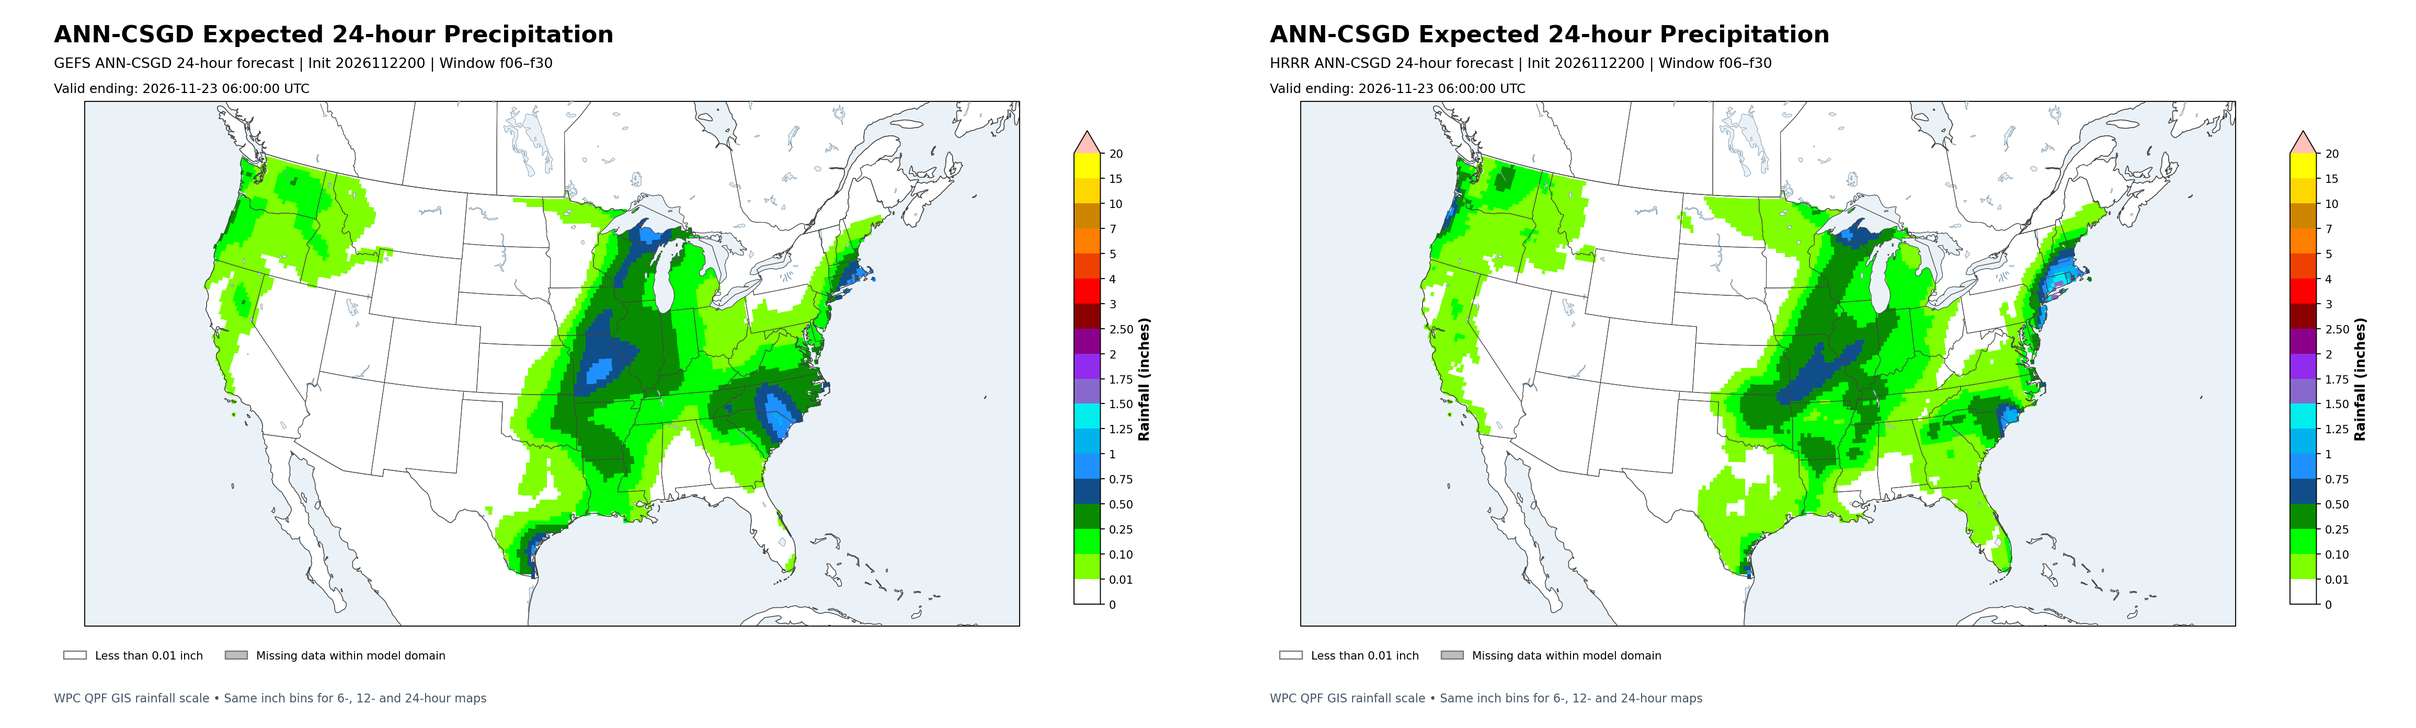 ANN-CSGD Expected 24-hour Precipitation
GEFS ANN-CSGD 24-hour forecast | Init 2026112200 | Window f06–f30
Valid ending: 2026-11-23 06:00:00 UTC
20
15
10
7
5
4
3
2.50
2
1.75
1.50
1.25
1
0.75
0.50
0.25
0.10
0.01
0
Rainfall (inches)
Less than 0.01 inch
Missing data within model domain
WPC QPF GIS rainfall scale • Same inch bins for 6-, 12- and 24-hour maps
ANN-CSGD Expected 24-hour Precipitation
HRRR ANN-CSGD 24-hour forecast | Init 2026112200 | Window f06–f30
Valid ending: 2026-11-23 06:00:00 UTC
20
15
10
7
5
4
3
2.50
2
1.75
1.50
1.25
1
0.75
0.50
0.25
0.10
0.01
0
Rainfall (inches)
Less than 0.01 inch
Missing data within model domain
WPC QPF GIS rainfall scale • Same inch bins for 6-, 12- and 24-hour maps